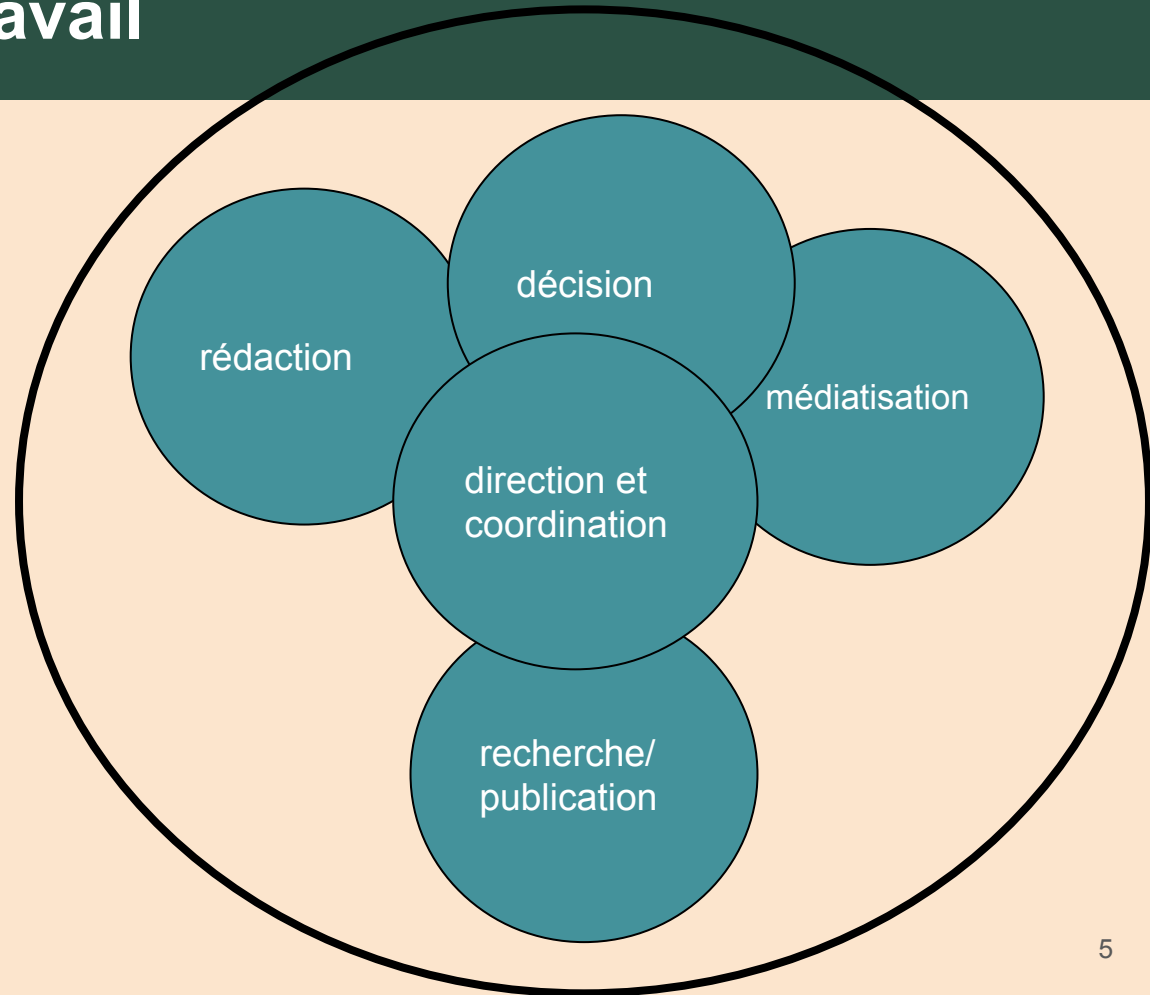 avail
décision
rédaction
médiatisation
direction et
coordination
recherche/
publication
5